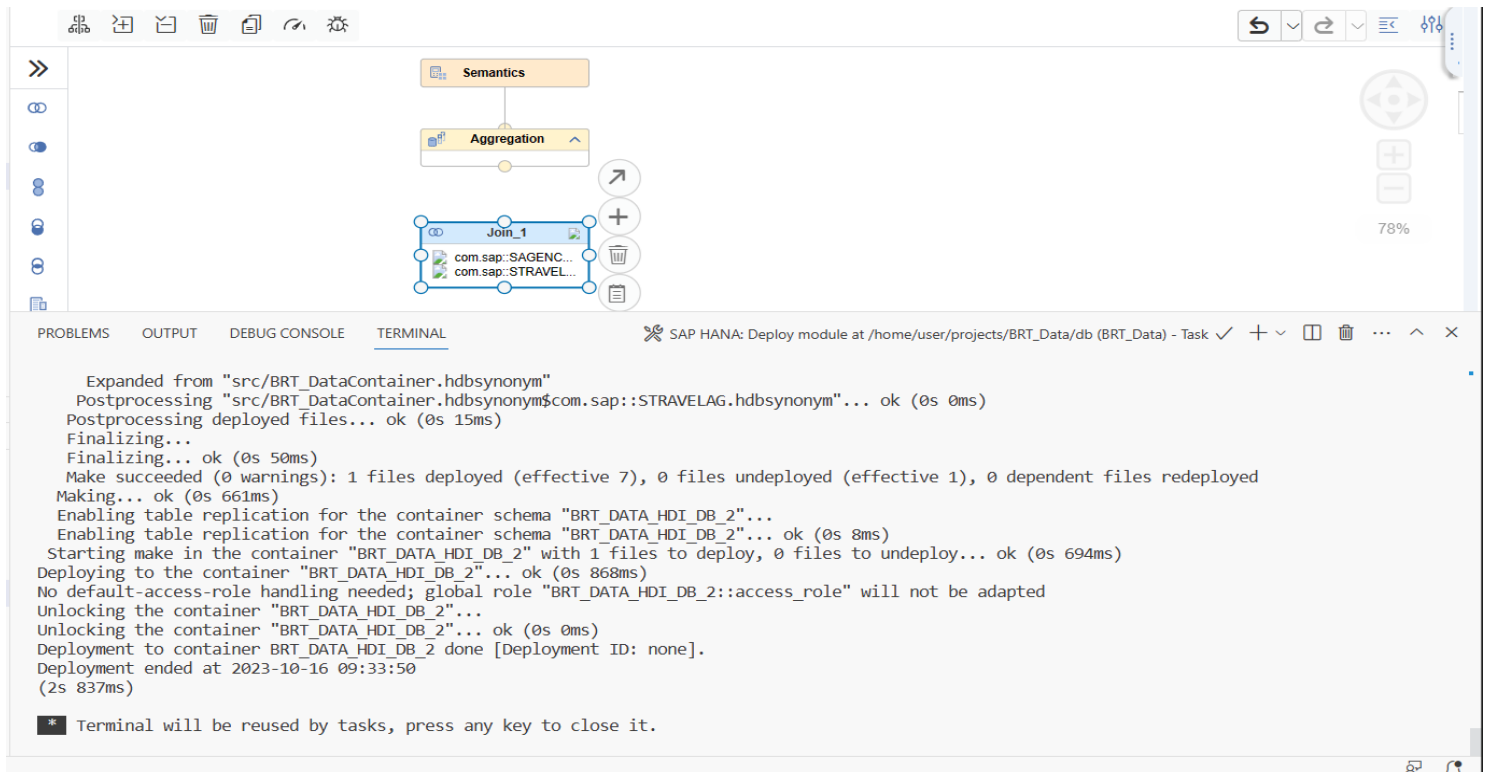 Semantics
Aggregation
Join_1
com.sap::SAGENC...
com.sap::STRAVEL...
78%
PROBLEMS OUTPUT DEBUG CONSOLE TERMINAL SAP HANA: Deploy module at /home/user/projects/BRT_Data/db (BRT_Data) - Task
Expanded from "src/BRT_DataContainer.hdbsynonym"
Postprocessing "src/BRT_DataContainer.hdbsynonym$com.sap::STRAVELAG.hdbsynonym"... ok (0s 0ms)
Postprocessing deployed files... ok (0s 15ms)
Finalizing...
Finalizing... ok (0s 50ms)
Make succeeded (0 warnings): 1 files deployed (effective 7), 0 files undeployed (effective 1), 0 dependent files redeployed
Making... ok (0s 661ms)
Enabling table replication for the container schema "BRT_DATA_HDI_DB_2"...
Enabling table replication for the container schema "BRT_DATA_HDI_DB_2"... ok (0s 8ms)
Starting make in the container "BRT_DATA_HDI_DB_2" with 1 files to deploy, 0 files to undeploy... ok (0s 694ms)
Deploying to the container "BRT_DATA_HDI_DB_2"... ok (0s 868ms)
No default-access-role handling needed; global role "BRT_DATA_HDI_DB_2::access_role" will not be adapted
Unlocking the container "BRT_DATA_HDI_DB_2"...
Unlocking the container "BRT_DATA_HDI_DB_2"... ok (0s 0ms)
Deployment to container BRT_DATA_HDI_DB_2 done [Deployment ID: none].
Deployment ended at 2023-10-16 09:33:50
(2s 837ms)
* Terminal will be reused by tasks, press any key to close it.